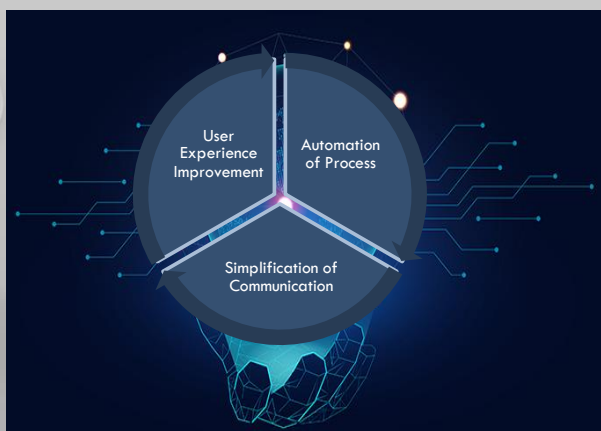 User
Experience
Improvement
Automation
of Process
Simplification of
Communication